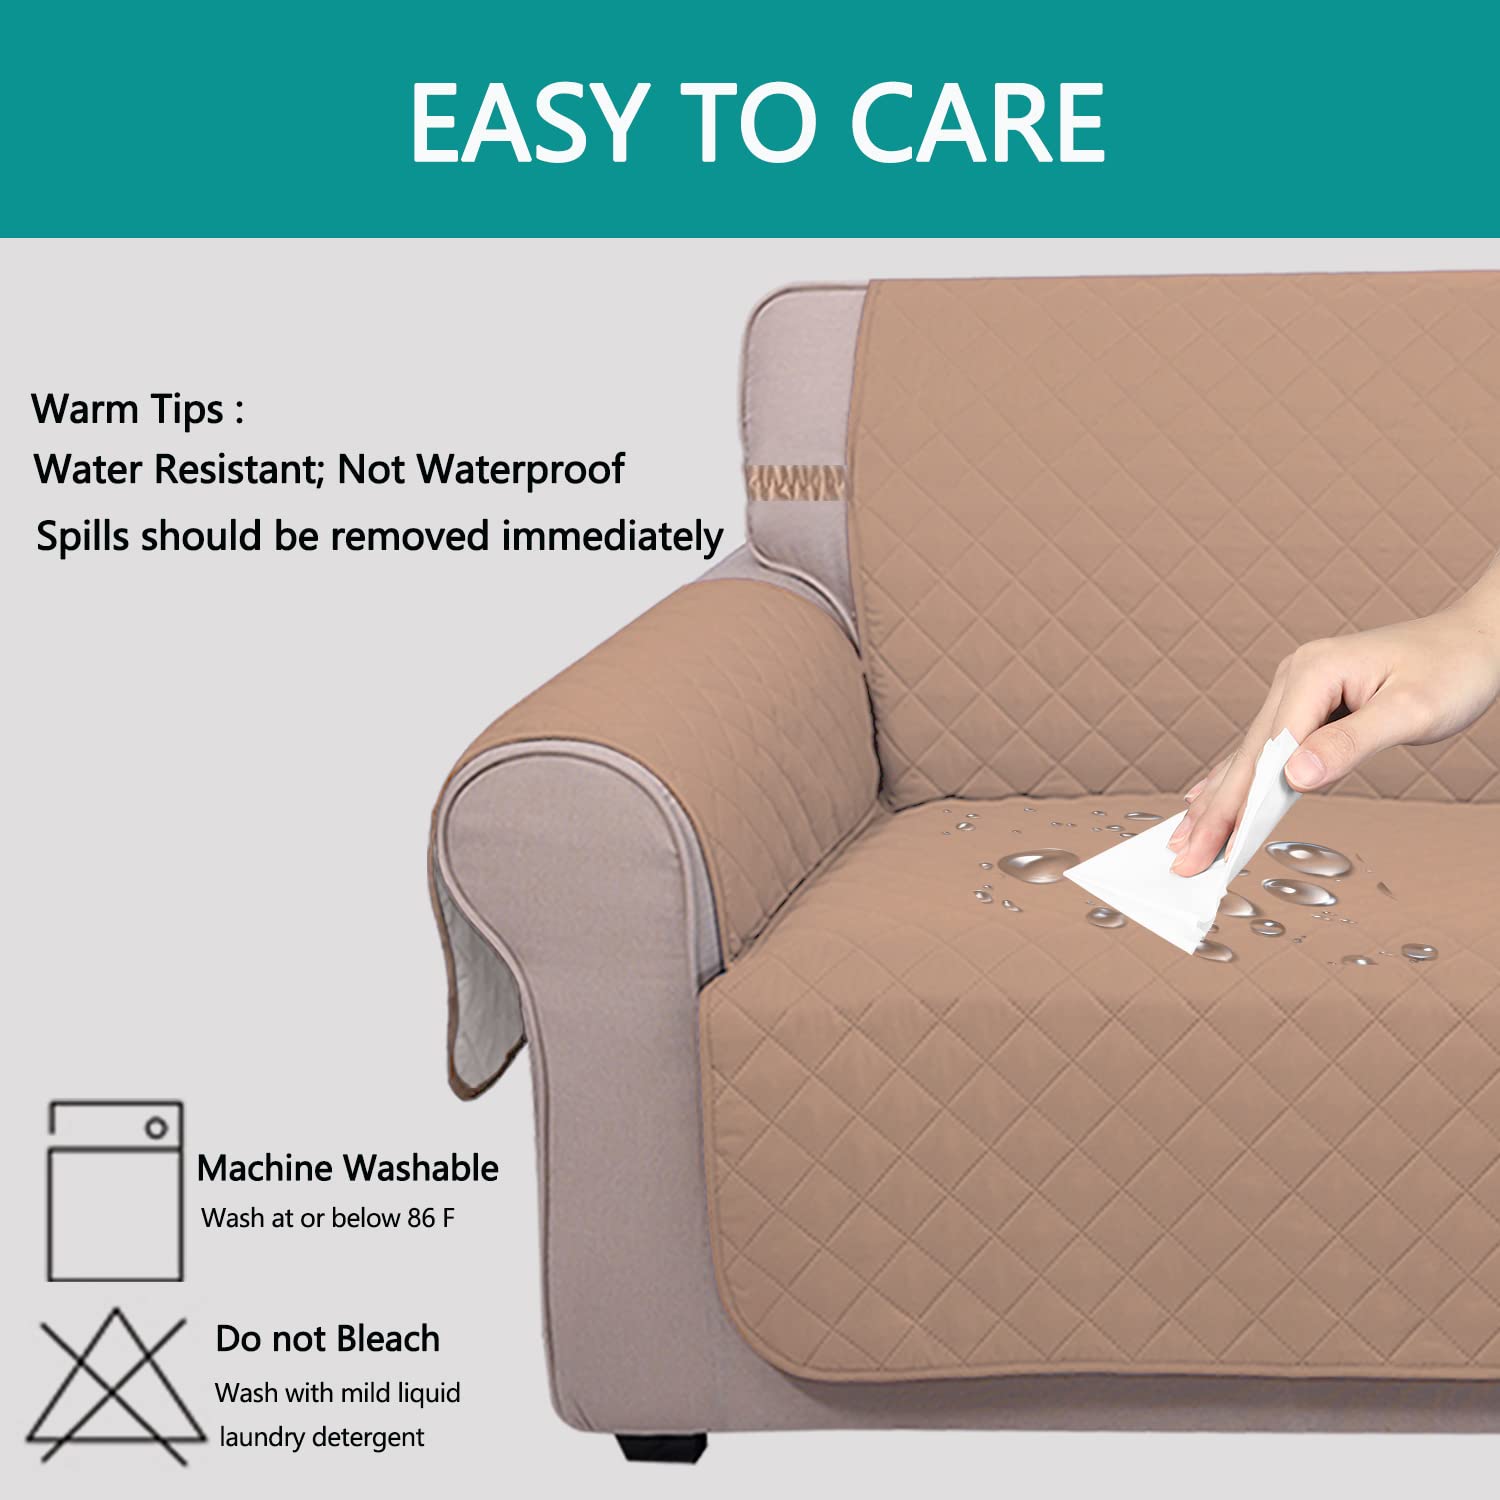 EASY TO CARE
Warm Tips :
Water Resistant; Not Waterproof
Spills should be removed immediately
Machine Washable
Wash at or below 86 F
Do not Bleach
Wash with mild liquid
laundry detergent